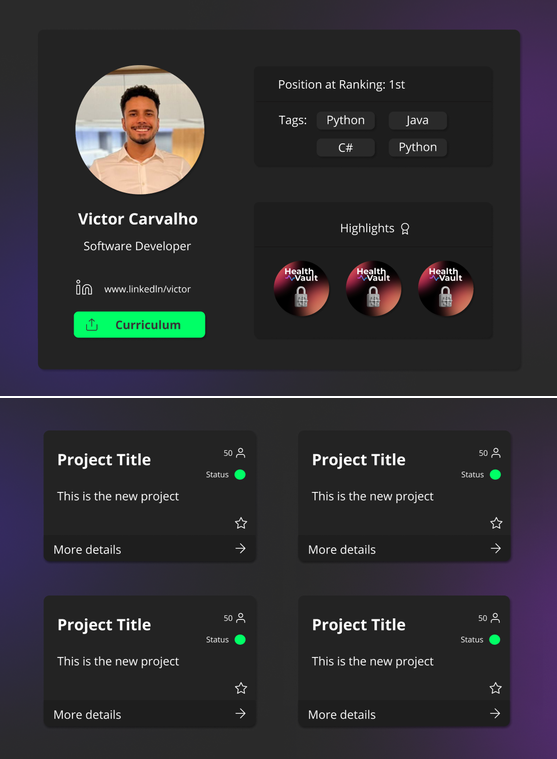 Victor Carvalho
Software Developer
www.linkedIn/victor
Curriculum
Position at Ranking: 1st
Tags: Python Java
C# Python
Highlights
Health
Vault
Health
Vault
Health
Vault
Project Title
50
Status
This is the new project
More details
Project Title
50
Status
This is the new project
More details
Project Title
50
Status
This is the new project
More details
Project Title
50
Status
This is the new project
More details